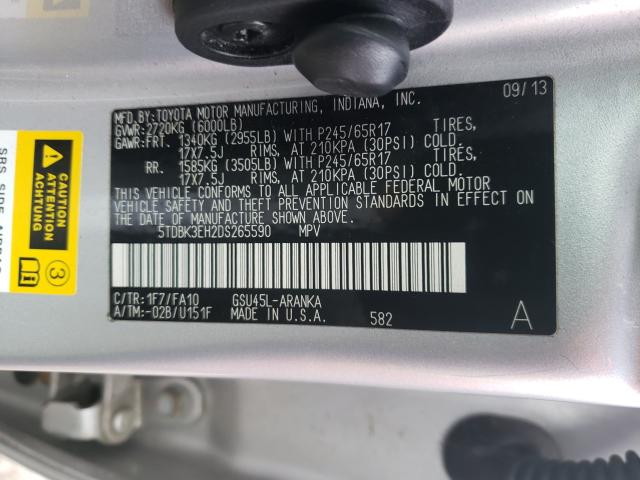 MFD.BY:TOYOTA MOTOR MANUFACTURING, INDIANA, INC. 09/13
GVWR:2720KG (6000LB)
GAWR:FRT. 1340KG (2955LB) WITH P245/65R17 TIRES,
17X7.5J RIMS, AT 210KPA (30PSI) COLD.
RR. 1585KG (3505LB) WITH P245/65R17 TIRES,
17X7.5J RIMS, AT 210KPA (30PSI) COLD.
THIS VEHICLE CONFORMS TO ALL APPLICABLE FEDERAL MOTOR
VEHICLE SAFETY AND THEFT PREVENTION STANDARDS IN EFFECT ON
THE DATE OF MANUFACTURE SHOWN ABOVE.
5TDBK3EH2DS265590 MPV
C/TR:1F7/FA10 GSU45L-ARANKA
A/TM:-02B/U151F MADE IN U.S.A. 582 A
SRS SIDE
3